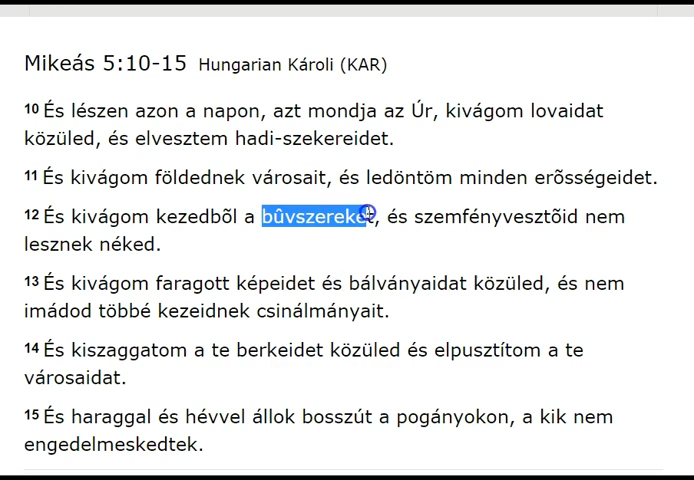 Mikeás 5:10-15 Hungarian Károli (KAR)
10 És lészen azon a napon, azt mondja az Úr, kivágom lovaidat
közüled, és elvesztem hadi-szekereidet.
11 És kivágom földednek városait, és ledöntöm minden erõsségeidet.
12 És kivágom kezedbõl a bûvszereket, és szemfényvesztõid nem
lesznek néked.
13 És kivágom faragott képeidet és bálványaidat közüled, és nem
imádod többé kezeidnek csinálmányait.
14 És kiszaggatom a te berkeidet közüled és elpusztítom a te
városaidat.
15 És haraggal és hévvel állok bosszút a pogányokon, a kik nem
engedelmeskedtek.